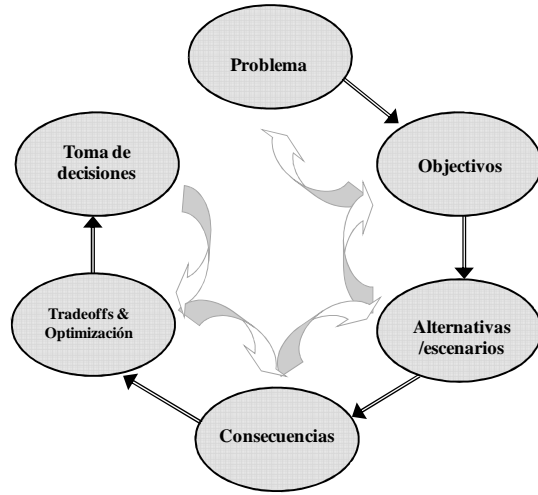 Problema
Objectivos
Alternativas
/escenarios
Consecuencias
Tradeoffs &
Optimización
Toma de
decisiones